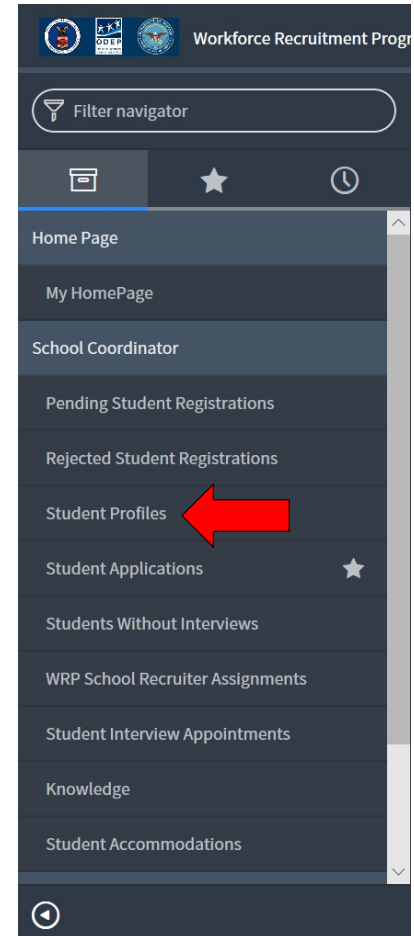 ODEP
Workforce Recruitment Progr
Filter navigator
Home Page
My HomePage
School Coordinator
Pending Student Registrations
Rejected Student Registrations
Student Profiles
Student Applications
Students Without Interviews
WRP School Recruiter Assignments
Student Interview Appointments
Knowledge
Student Accommodations